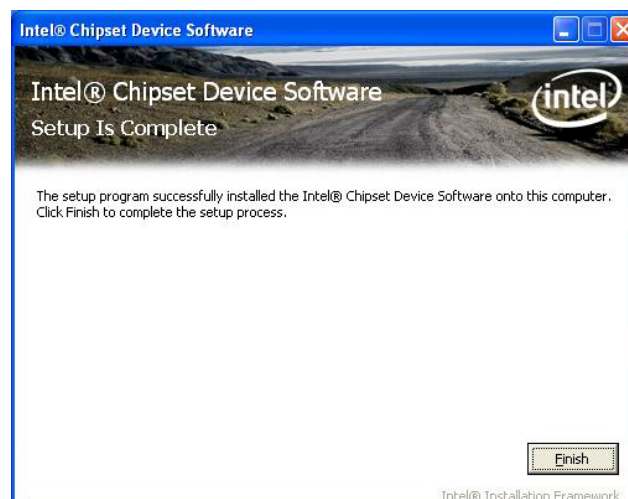 Intel® Chipset Device Software
Intel® Chipset Device Software
intel
Setup Is Complete
The setup program successfully installed the Intel® Chipset Device Software onto this computer.
Click Finish to complete the setup process.
Finish
Intel® Installation Framework